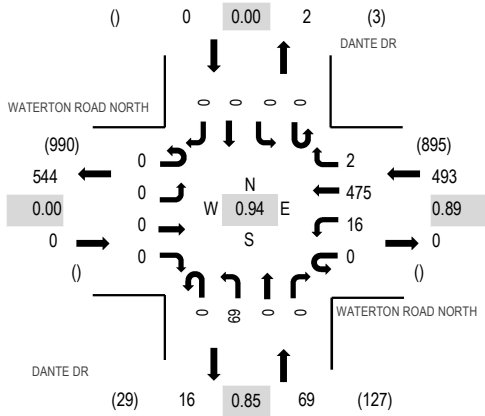 () 0 0.00 2 (3)
DANTE DR
WATERTON ROAD NORTH
0 0 0 0
(990) (895)
0 2
544 493
0 N 475
0.00 W 0.94 E 0.89
0 S 16
0 0
0 0
() ()
0 69 0 0
WATERTON ROAD NORTH
DANTE DR
(29) 16 0.85 69 (127)